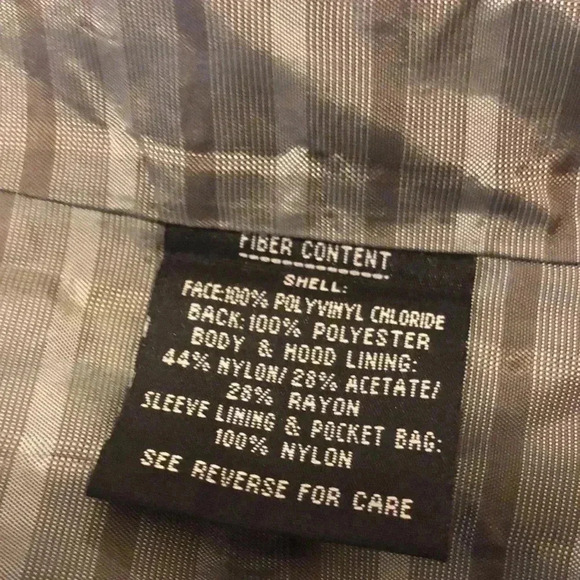 FIBER CONTENT
SHELL:
FACE:100% POLYVINYL CHLORIDE
BACK:100% POLYESTER
BODY & HOOD LINING:
44% NYLON/ 28% ACETATE/
28% RAYON
SLEEVE LINING & POCKET BAG:
100% NYLON
SEE REVERSE FOR CARE